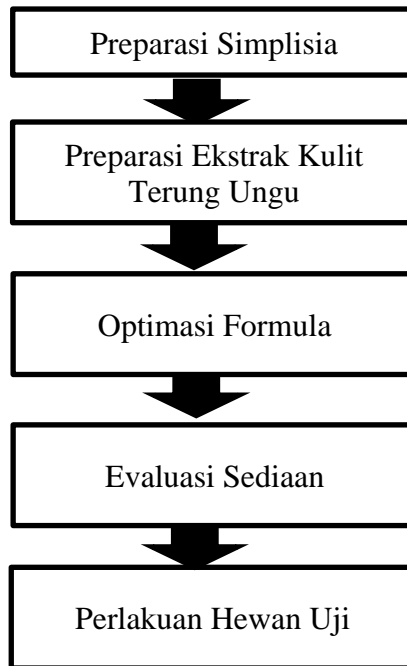 Preparasi Simplisia
Preparasi Ekstrak Kulit
Terung Ungu
Optimasi Formula
Evaluasi Sediaan
Perlakuan Hewan Uji